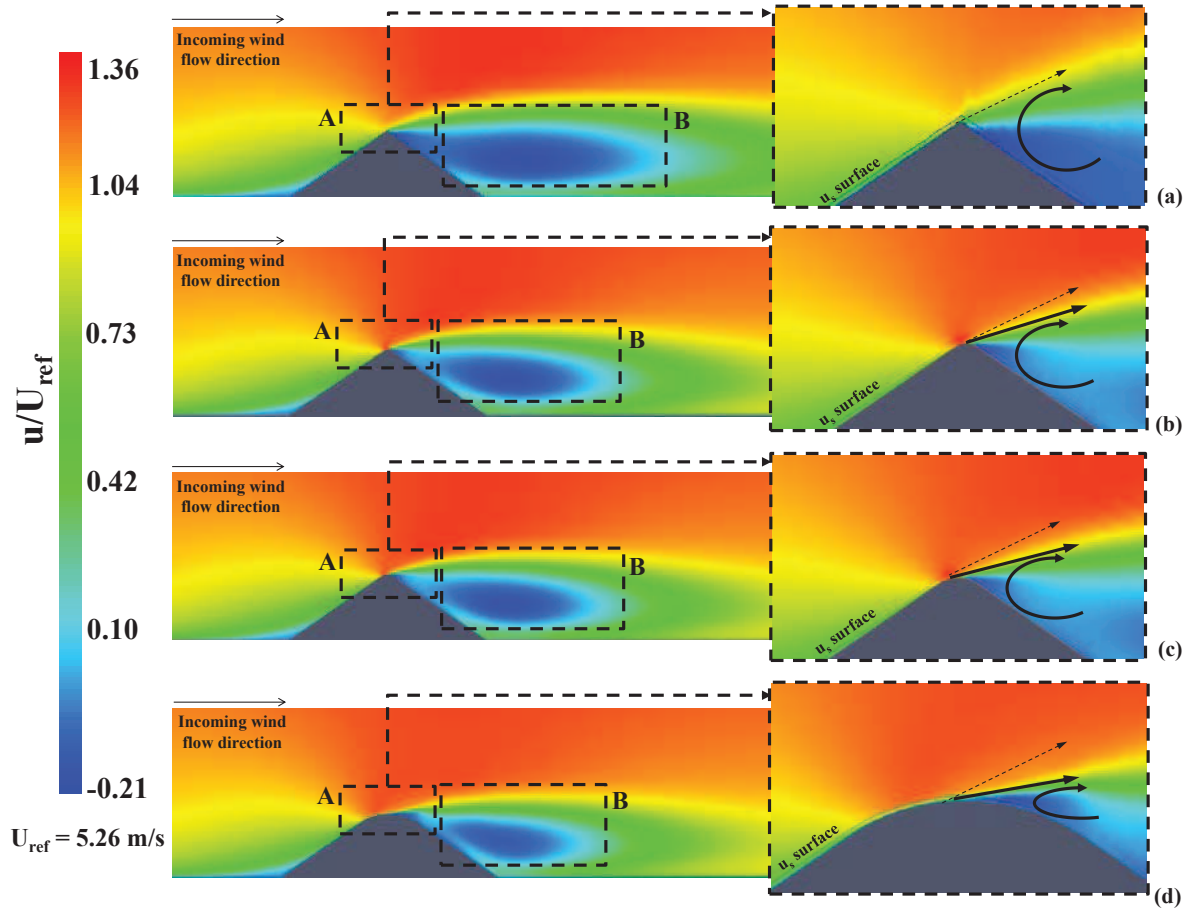 u/U_ref
1.36
1.04
0.73
0.42
0.10
-0.21
U_ref = 5.26 m/s
Incoming wind
flow direction
A
B
u_s surface
(a)
Incoming wind
flow direction
A
B
u_s surface
(b)
Incoming wind
flow direction
A
B
u_s surface
(c)
Incoming wind
flow direction
A
B
u_s surface
(d)